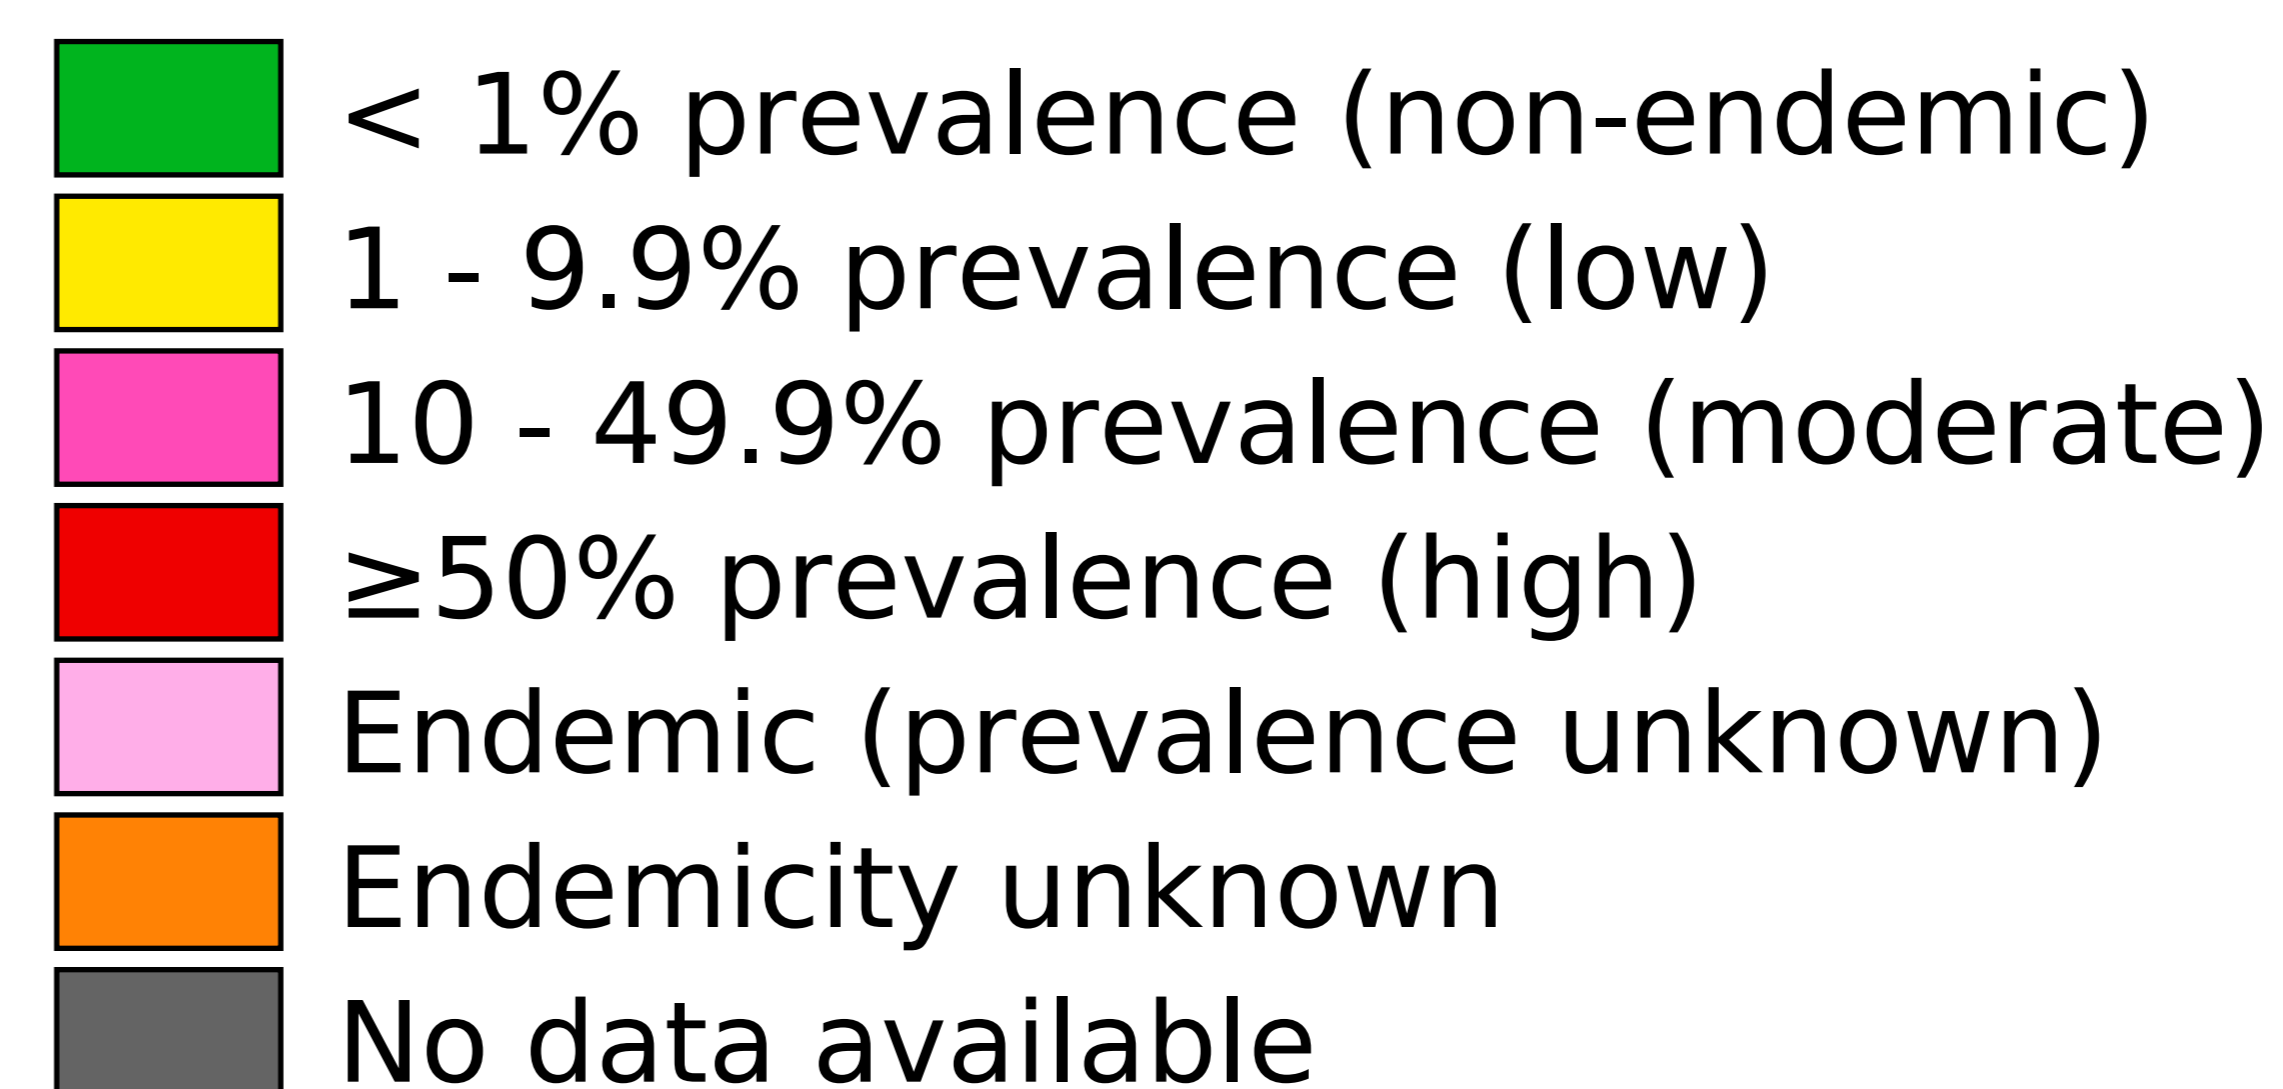 < 1% prevalence (non-endemic)
1 - 9.9% prevalence (low)
10 - 49.9% prevalence (moderate)
≥50% prevalence (high)
Endemic (prevalence unknown)
Endemicity unknown
No data available